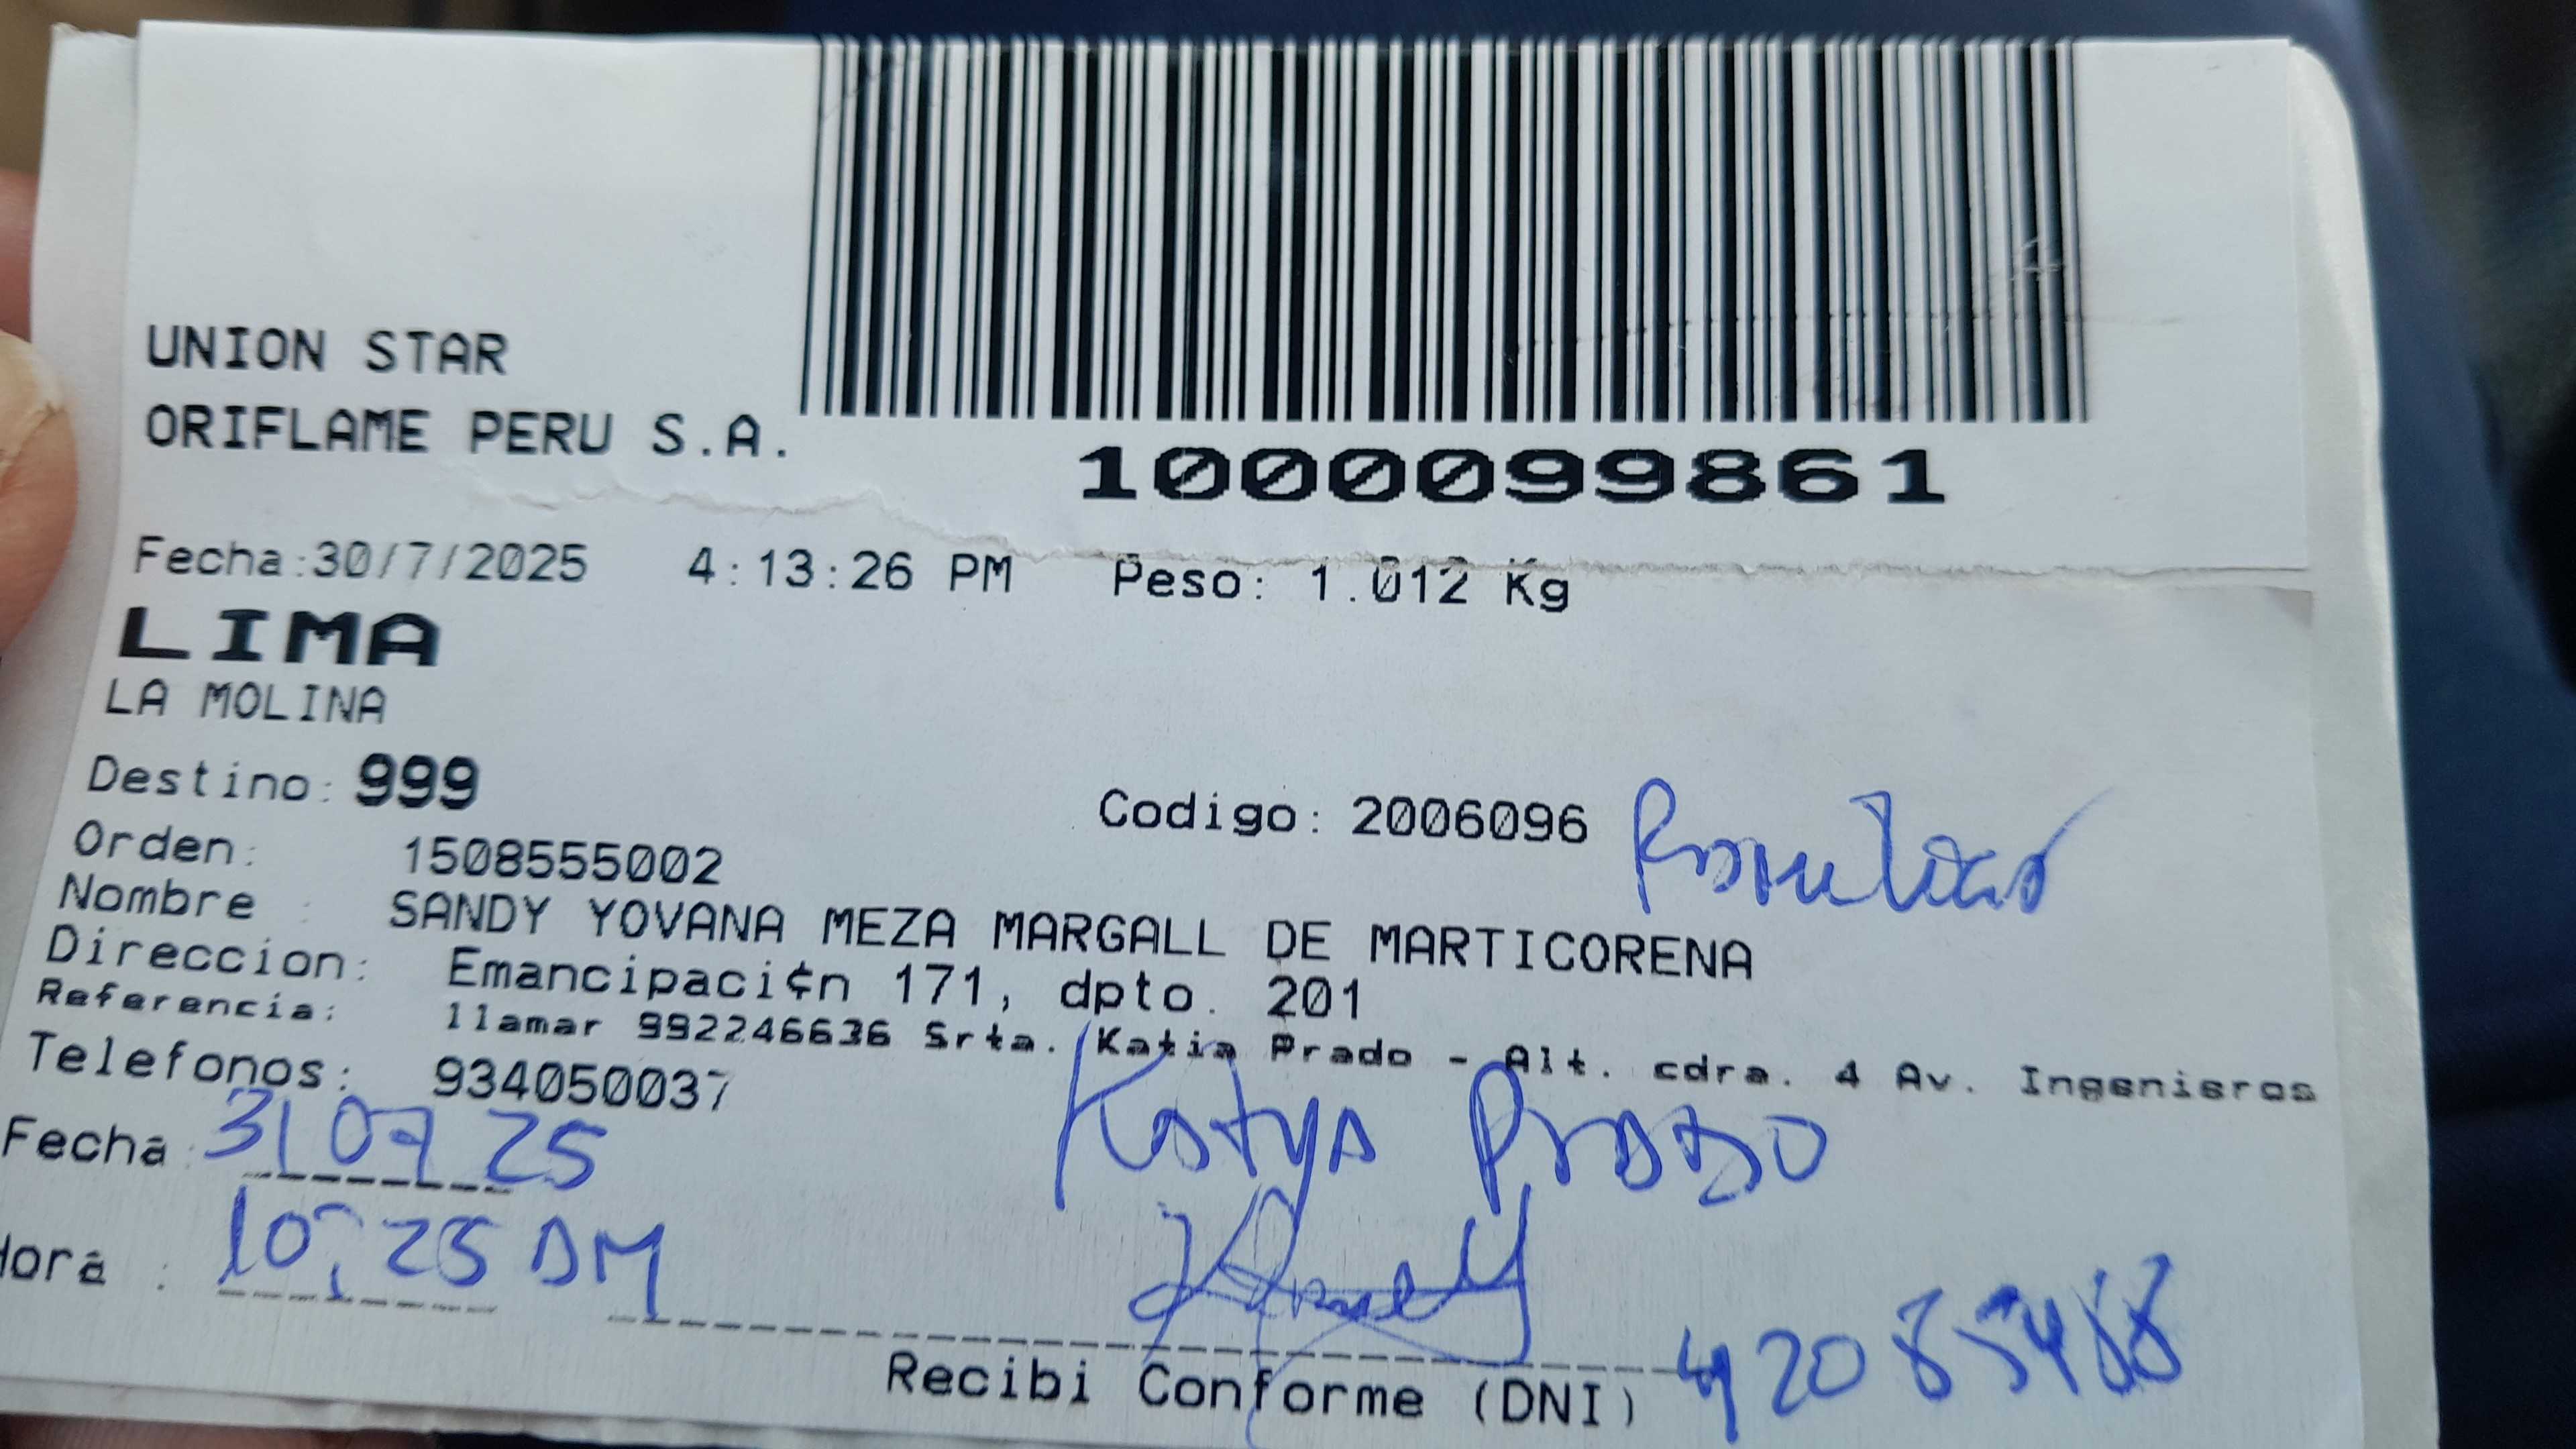 UNION STAR
ORIFLAME PERU S.A.
1000099861
Fecha:30/7/2025 4:13:26 PM Peso: 1.012 Kg
LIMA
LA MOLINA
Destino: 999
Codigo: 2006096
Orden: 1508555002
Nombre : SANDY YOVANA MEZA MARGALL DE MARTICORENA
Direccion: Emancipaci¢n 171, dpto. 201
Referencia: llamar 992246636 Srta. Katia Prado - Alt. cdra. 4 Av. Ingenieros
Telefonos: 934050037
Fecha : 31 07 25
Katya Prado
Hora : 10:25 AM
Recibi Conforme (DNI)